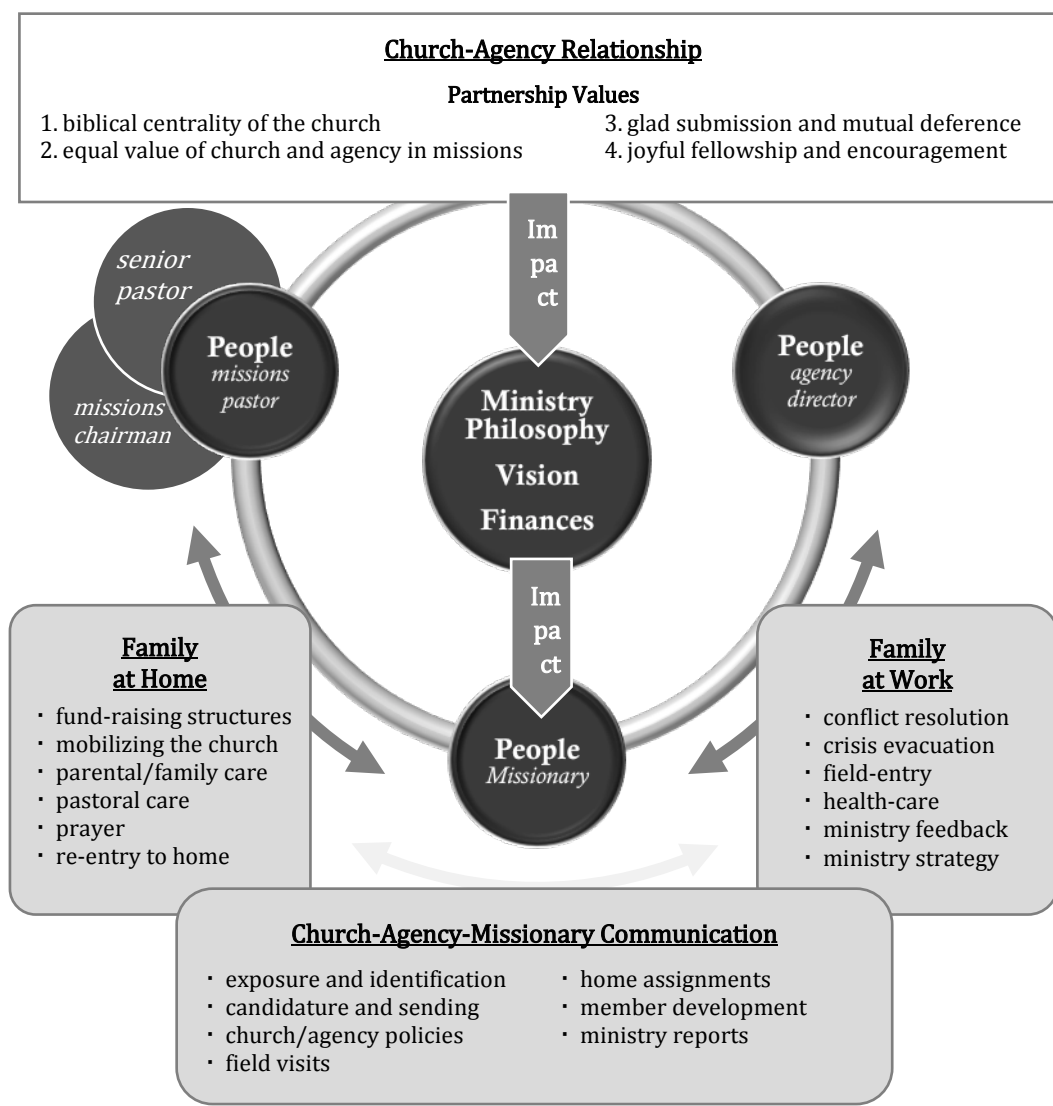 Church-Agency Relationship
Partnership Values
1. biblical centrality of the church
2. equal value of church and agency in missions
3. glad submission and mutual deference
4. joyful fellowship and encouragement
Im
pa
ct
senior
pastor
missions
chairman
People
missions
pastor
People
agency
director
Ministry
Philosophy
Vision
Finances
Im
pa
ct
People
Missionary
Family
at Home
· fund-raising structures
· mobilizing the church
· parental/family care
· pastoral care
· prayer
· re-entry to home
Family
at Work
· conflict resolution
· crisis evacuation
· field-entry
· health-care
· ministry feedback
· ministry strategy
Church-Agency-Missionary Communication
· exposure and identification
· candidature and sending
· church/agency policies
· field visits
· home assignments
· member development
· ministry reports